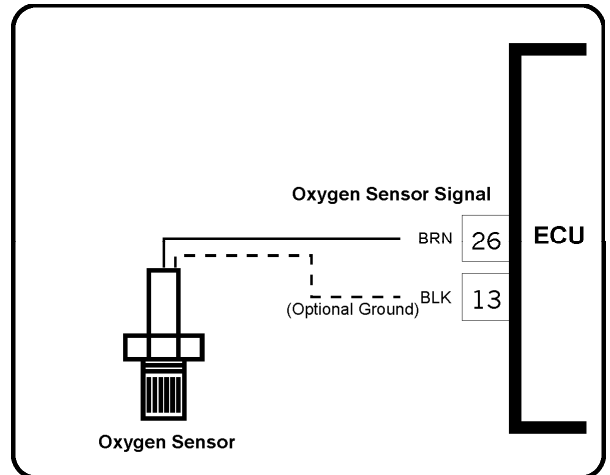 Oxygen Sensor Signal
BRN 26
ECU
BLK 13
(Optional Ground)
Oxygen Sensor